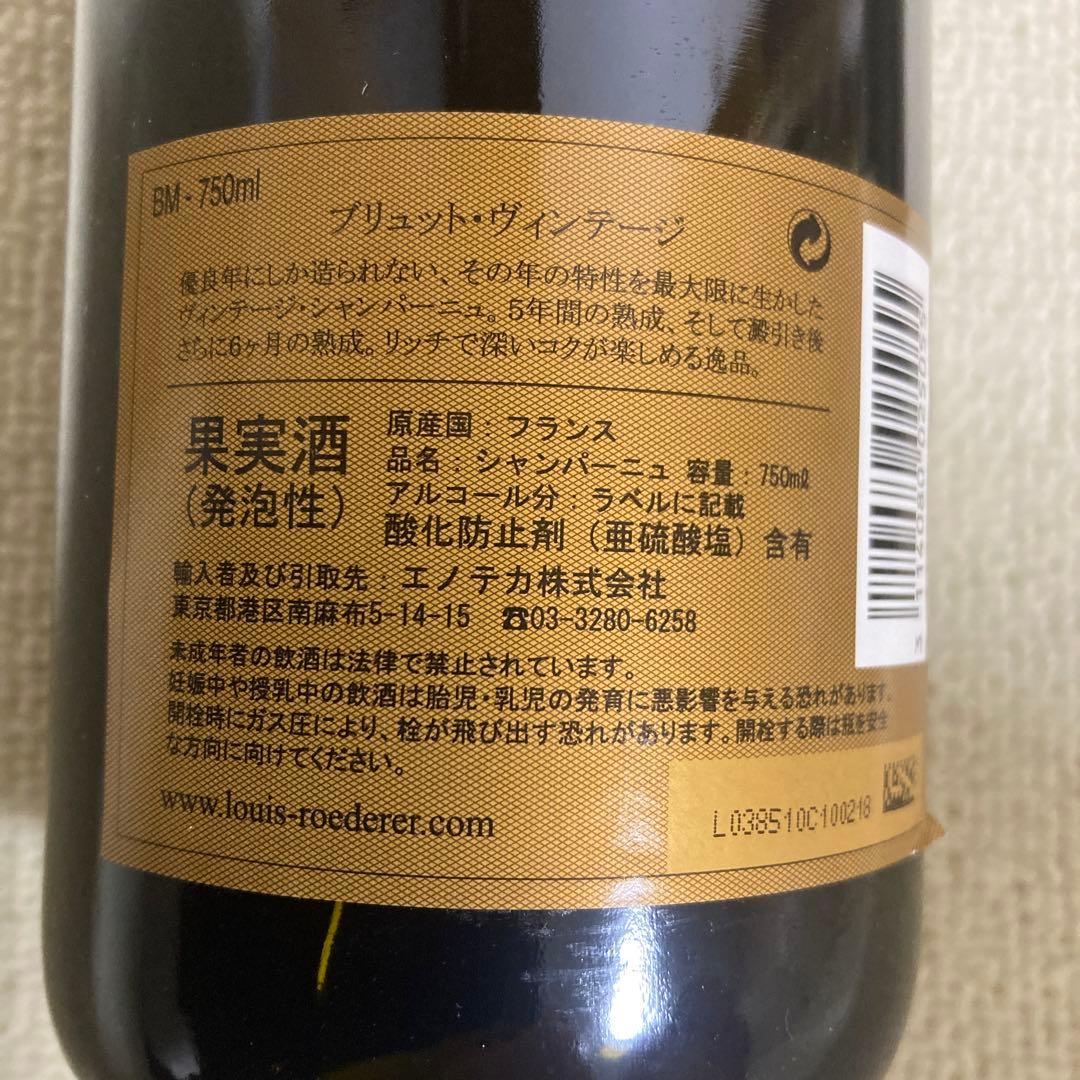 BM - 750ml
ブリュット・ヴィンテージ
優良年にしか造られない、その年の特性を最大限に生かした
ヴィンテージ・シャンパーニュ。5年間の熟成、そして澱引き後
さらに6ヶ月の熟成。リッチで深いコクが楽しめる逸品。
果実酒
（発泡性）
原産国：フランス
品名：シャンパーニュ 容量：750mℓ
アルコール分：ラベルに記載
酸化防止剤（亜硫酸塩）含有
輸入者及び引取先：エノテカ株式会社
東京都港区南麻布5-14-15 ☎03-3280-6258
未成年者の飲酒は法律で禁止されています。
妊娠中や授乳中の飲酒は胎児・乳児の発育に悪影響を与える恐れがあります。
開栓時にガス圧により、栓が飛び出す恐れがあります。開栓する際は瓶を安全
な方向に向けてください。
www.louis-roederer.com
L038510C100218